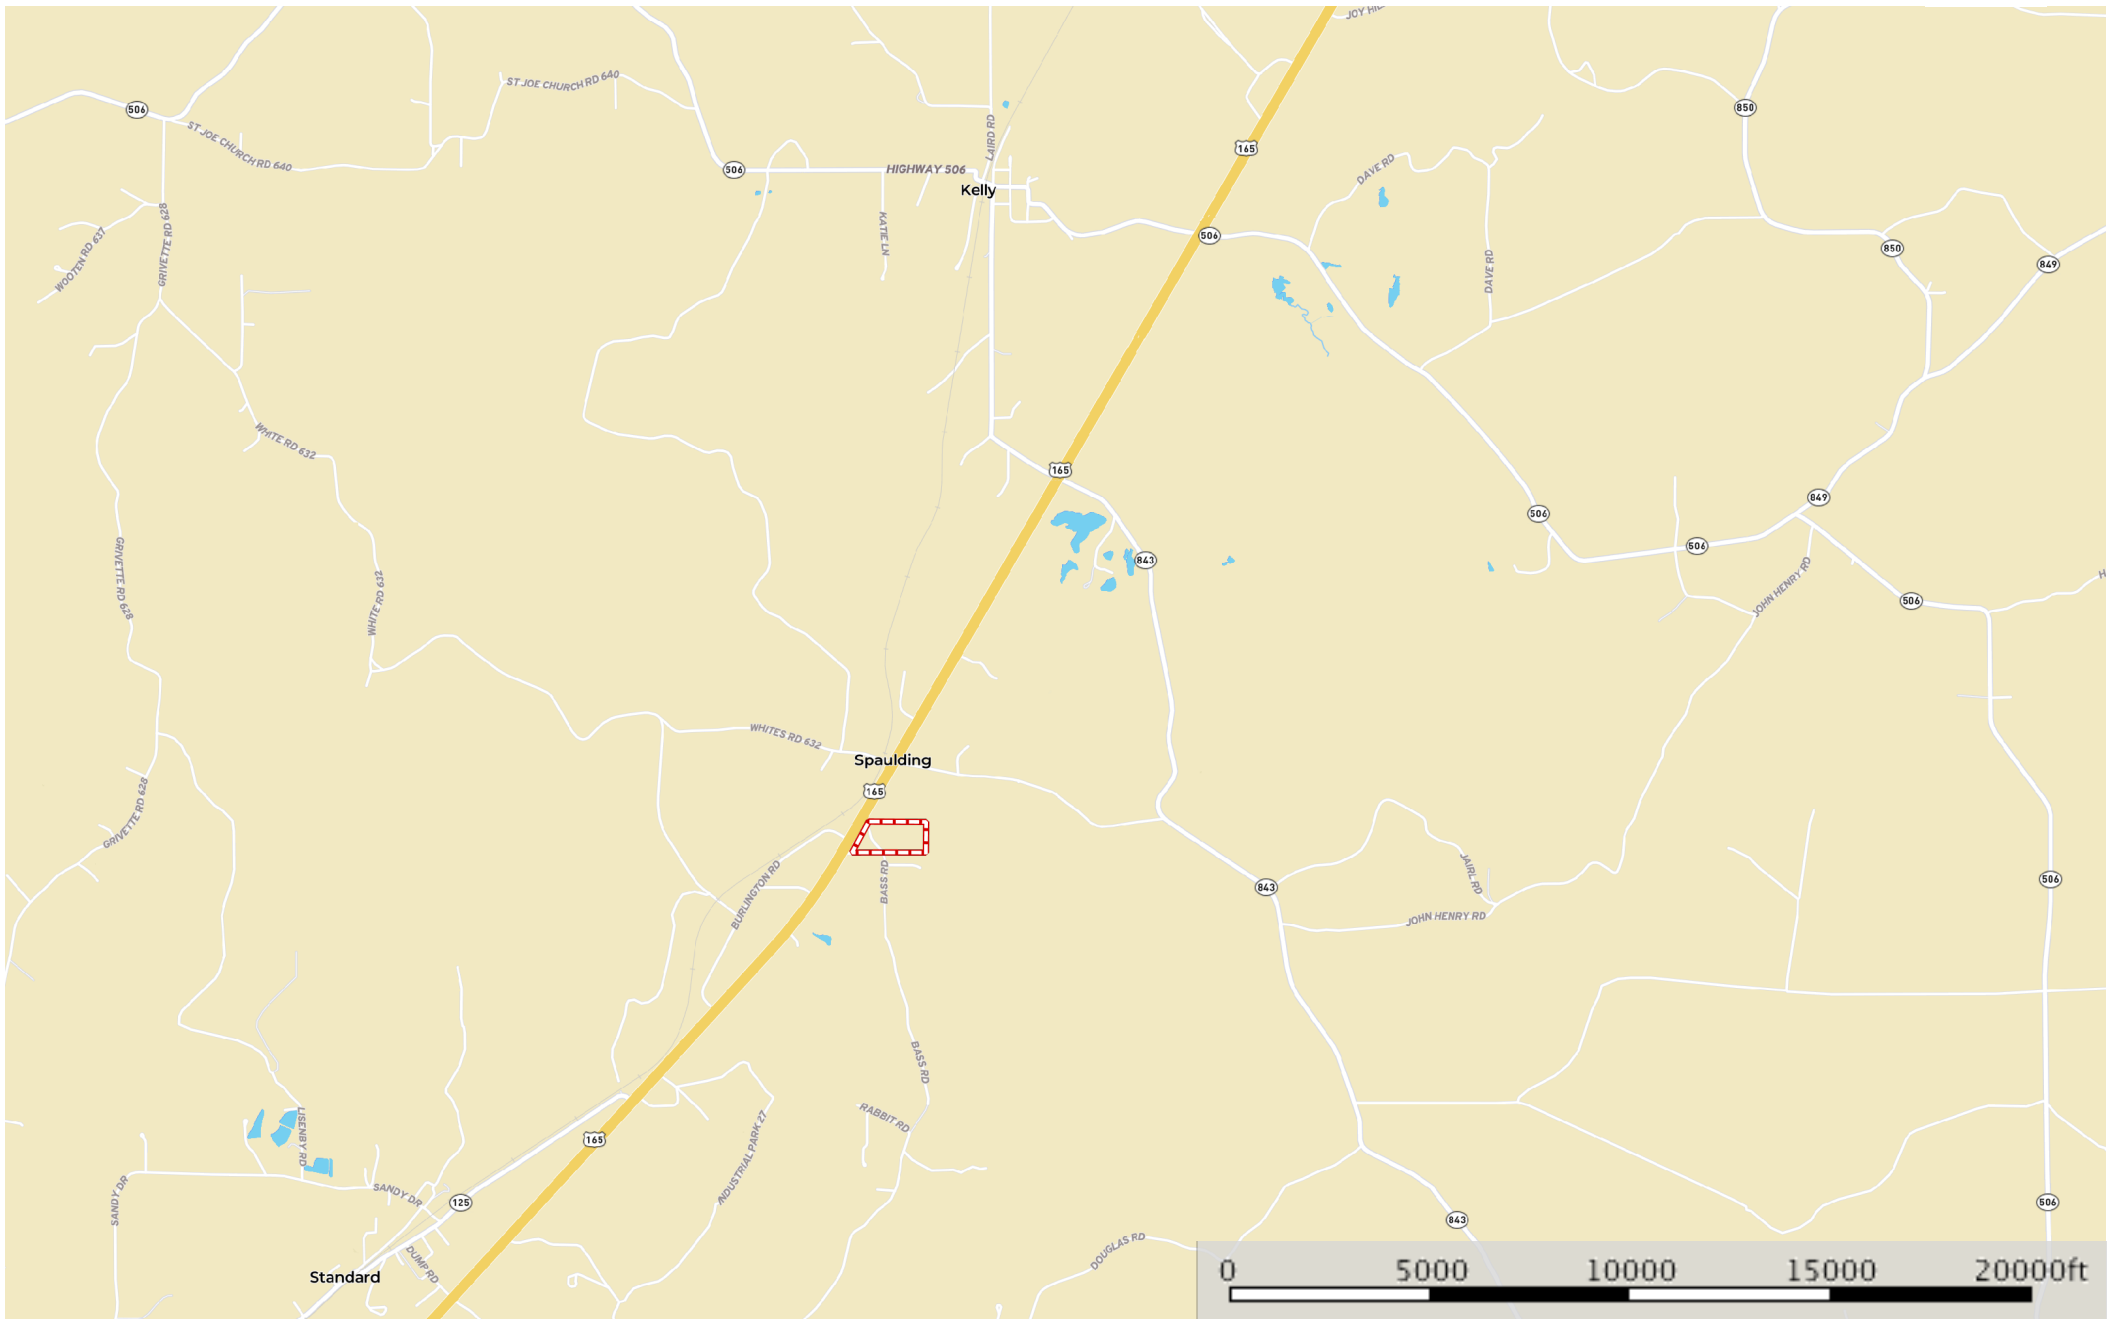 JOY HIL
ST JOE CHURCH RD 640
506
850
ST JOE CHURCH RD 640
LAIRD RD
165
506
HIGHWAY 506
DAVE RD
Kelly
GRIVETTE RD 628
KATIE LN
506
WOOTEN RD 637
850
849
DAVE RD
WHITE RD 632
165
849
506
506
GRIVETTE RD 628
843
WHITE RD 632
JOHN HENRY RD
H
506
WHITES RD 632
Spaulding
165
GRIVETTE RD 628
BURLINGTON RD
BASS RD
843
JAIRL RD
JOHN HENRY RD
506
BASS RD
LISENBY RD
RABBIT RD
165
INDUSTRIAL PARK 27
SANDY DR
SANDY DR
125
506
843
DOUGLAS RD
DUMP RD
Standard
0 5000 10000 15000 20000ft